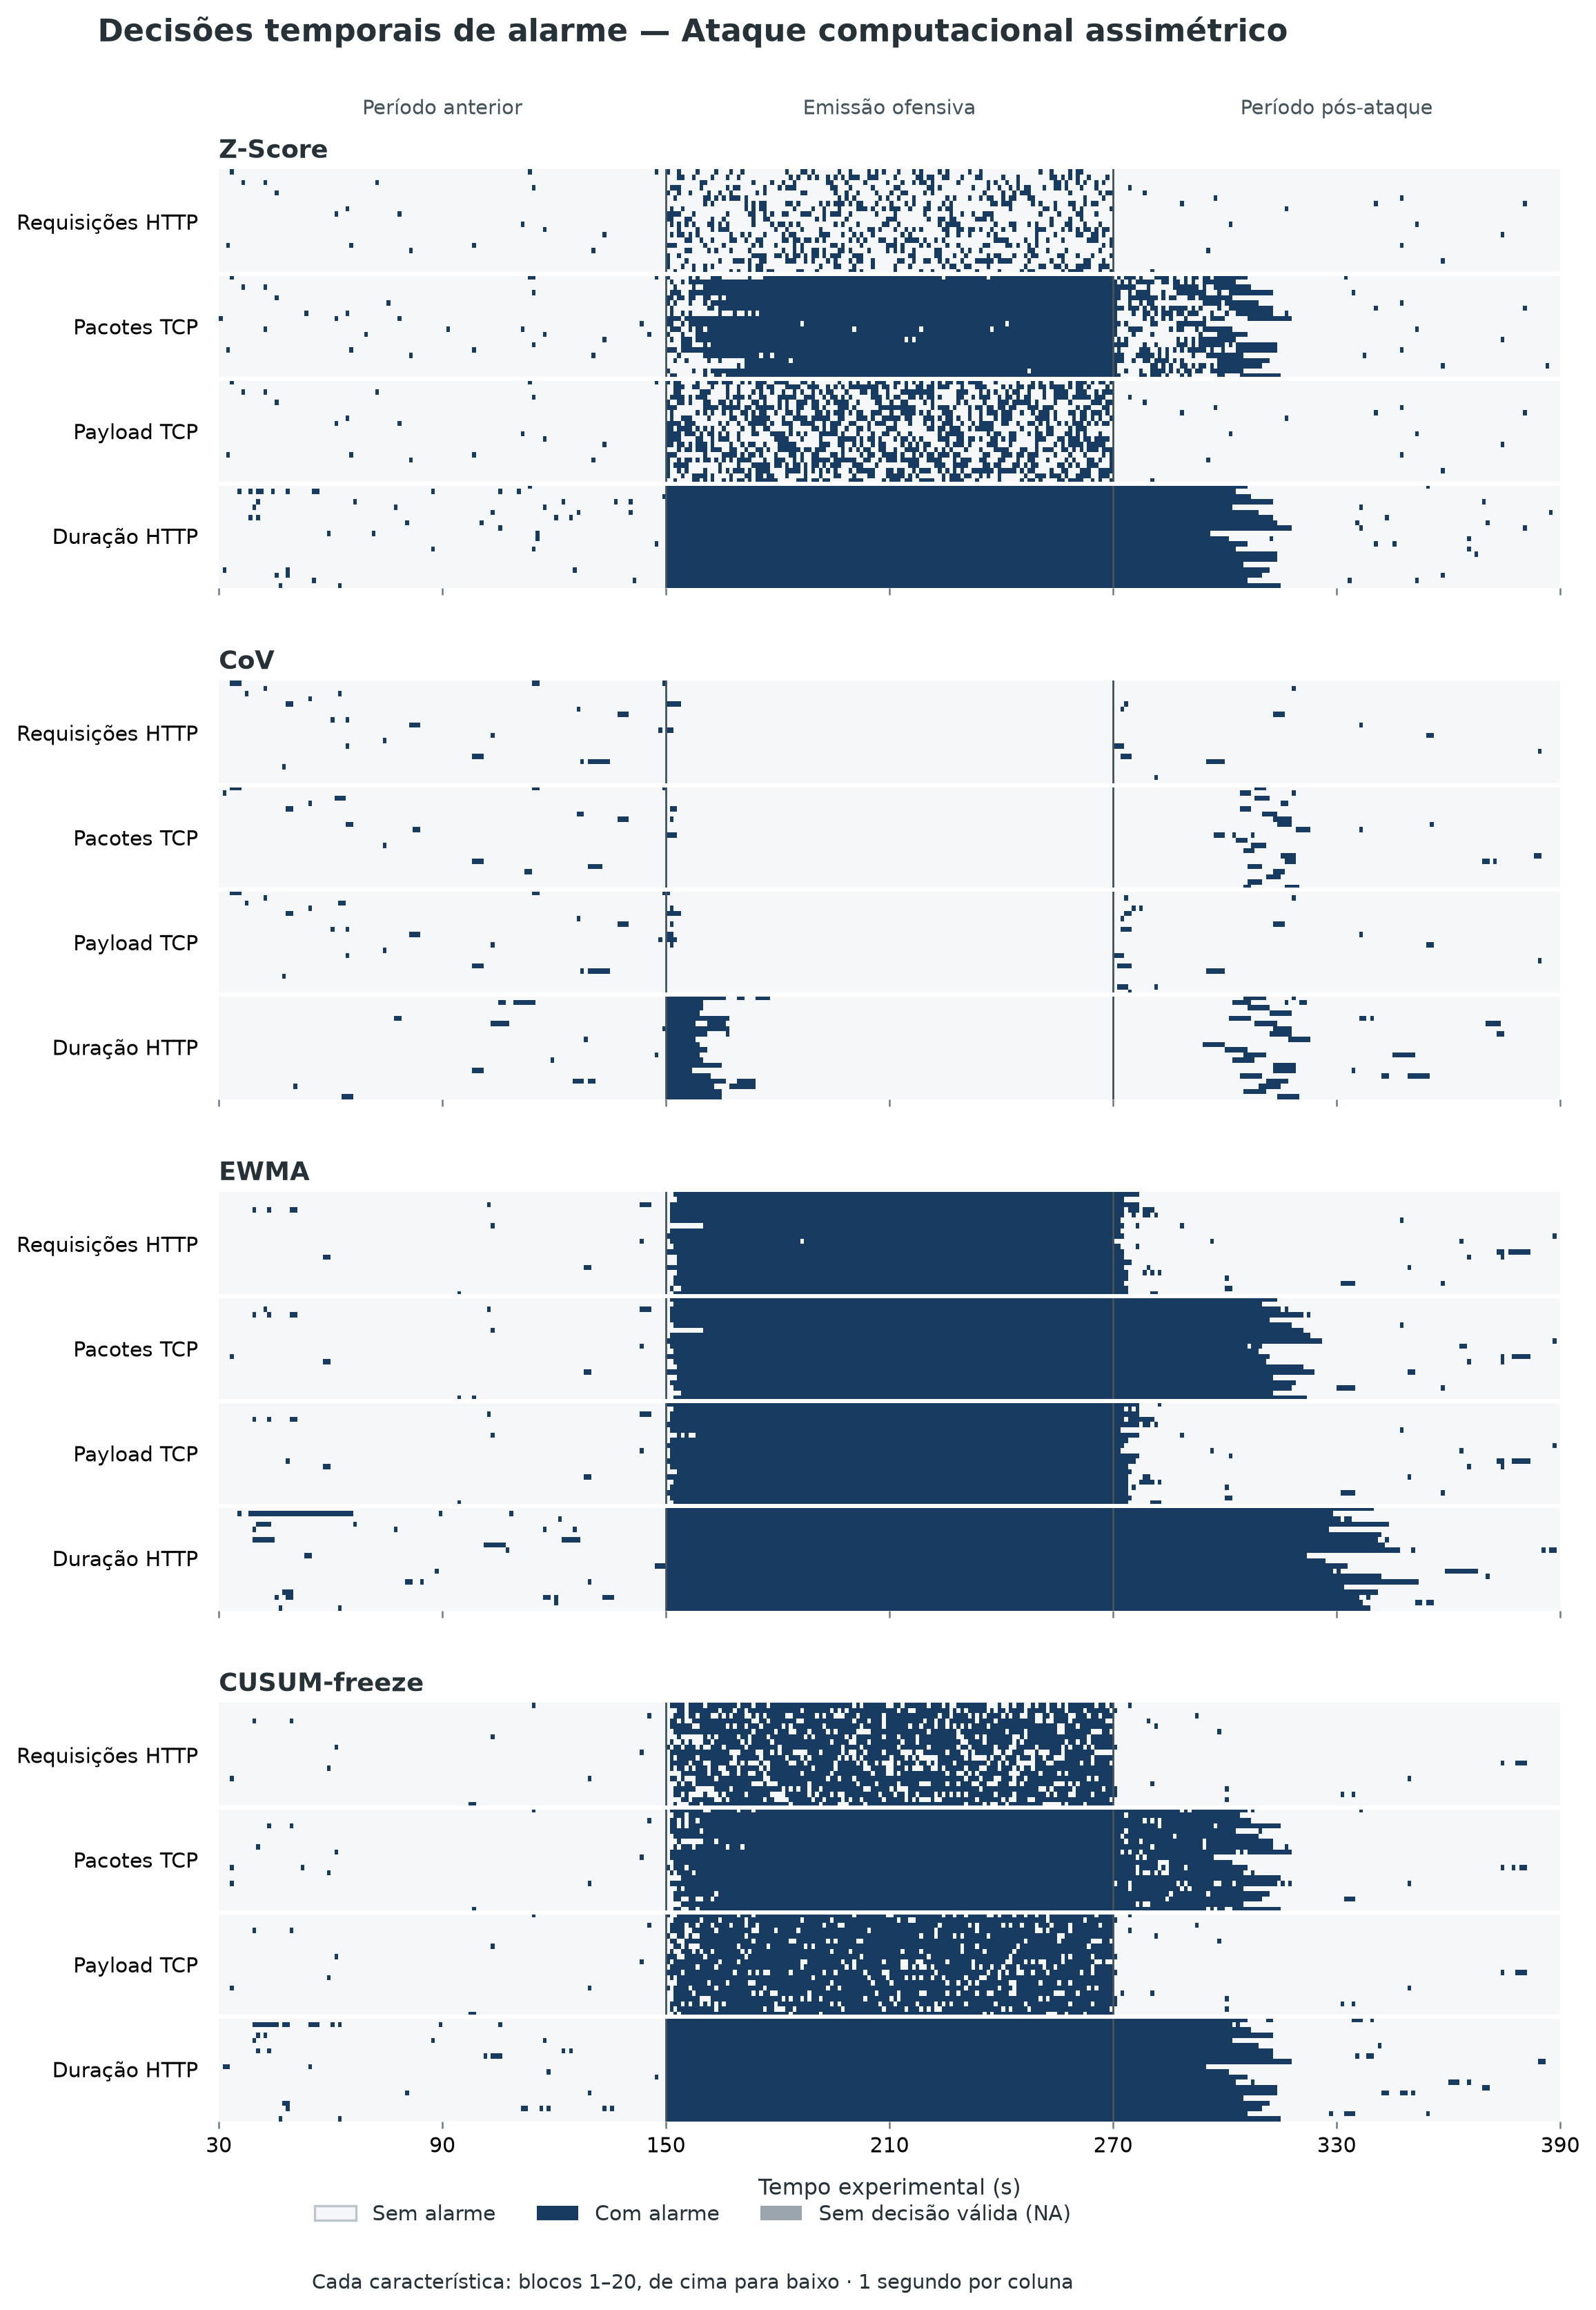 Decisões temporais de alarme — Ataque computacional assimétrico
Período anterior
Emissão ofensiva
Período pós-ataque
Z-Score
Requisições HTTP
Pacotes TCP
Payload TCP
Duração HTTP
CoV
Requisições HTTP
Pacotes TCP
Payload TCP
Duração HTTP
EWMA
Requisições HTTP
Pacotes TCP
Payload TCP
Duração HTTP
CUSUM-freeze
Requisições HTTP
Pacotes TCP
Payload TCP
Duração HTTP
30 90 150 210 270 330 390
Tempo experimental (s)
Sem alarme Com alarme Sem decisão válida (NA)
Cada característica: blocos 1–20, de cima para baixo · 1 segundo por coluna